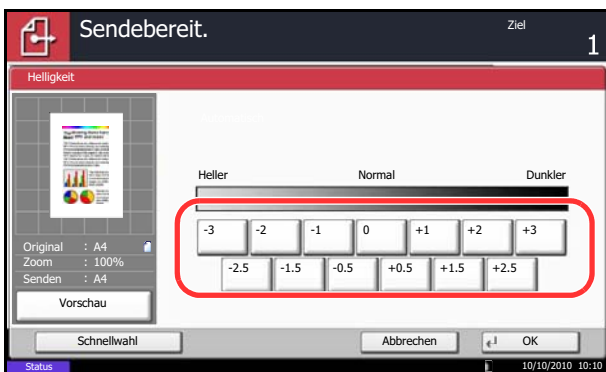 Sendebereit.
Ziel
1
Helligkeit
Heller Normal Dunkler
-3 -2 -1 0 +1 +2 +3
-2.5 -1.5 -0.5 +0.5 +1.5 +2.5
Original : A4
Zoom : 100%
Senden : A4
Vorschau
Schnellwahl Abbrechen OK
Status 10/10/2010 10:10